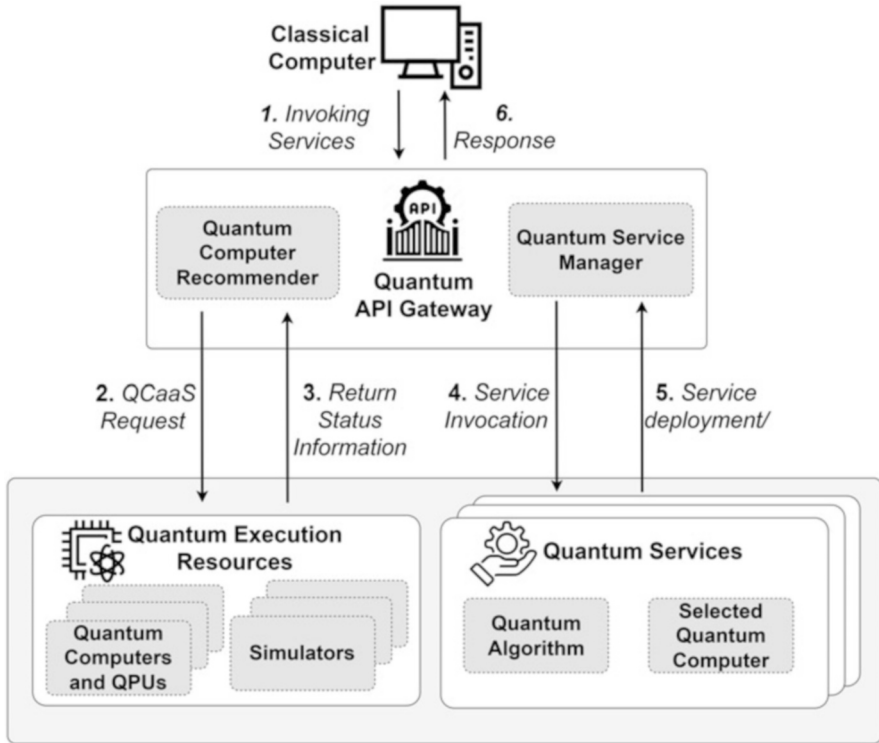 Classical
Computer
1. Invoking
Services
6.
Response
Quantum
Computer
Recommender
API
Quantum
API Gateway
Quantum Service
Manager
2. QCaaS
Request
3. Return
Status
Information
4. Service
Invocation
5. Service
deployment/
Quantum Execution
Resources
Quantum
Computers
and QPUs
Simulators
Quantum Services
Quantum
Algorithm
Selected
Quantum
Computer